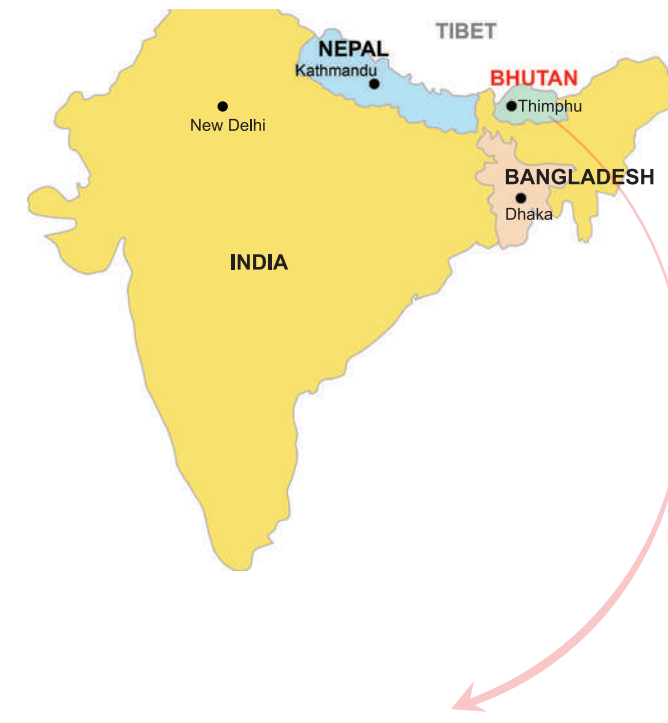 TIBET
NEPAL
Kathmandu
BHUTAN
Thimphu
New Delhi
BANGLADESH
Dhaka
INDIA